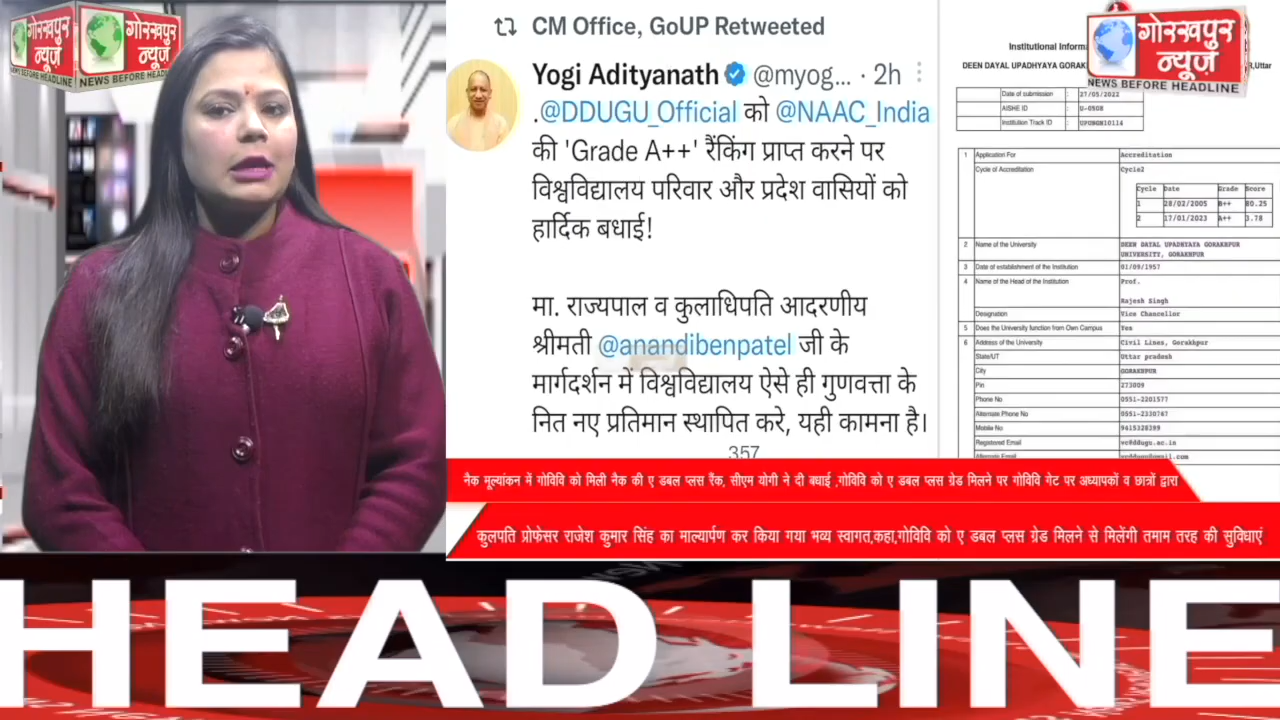 गोरखपुर
न्यूज़
NEWS BEFORE HEADLINE
गोरखपुर
न्यूज़
NEWS BEFORE HEADLINE
CM Office, GoUP Retweeted
Yogi Adityanath @myog... · 2h
.@DDUGU_Official को @NAAC_India
की 'Grade A++' रैंकिंग प्राप्त करने पर
विश्वविद्यालय परिवार और प्रदेश वासियों को
हार्दिक बधाई!
मा. राज्यपाल व कुलाधिपति आदरणीय
श्रीमती @anandibenpatel जी के
मार्गदर्शन में विश्वविद्यालय ऐसे ही गुणवत्ता के
नित नए प्रतिमान स्थापित करे, यही कामना है।
357
गोरखपुर
न्यूज़
NEWS BEFORE HEADLINE
Institutional Informa
DEEN DAYAL UPADHYAYA GORAK
Uttar
Date of submission : 27/05/2022
AISHE ID : U-0508
Institution Track ID : UPUNGN10114
1 Application For Accreditation
Cycle of Accreditation Cycle2
Cycle Date Grade Score
1 28/02/2005 B++ 80.25
2 17/01/2023 A++ 3.78
2 Name of the University DEEN DAYAL UPADHYAYA GORAKHPUR
UNIVERSITY, GORAKHPUR
3 Date of establishment of the Institution 01/09/1957
4 Name of the Head of the Institution Prof.
Rajesh Singh
Designation Vice Chancellor
5 Does the University function from Own Campus Yes
6 Address of the University Civil Lines, Gorakhpur
State/UT Uttar pradesh
City GORAKHPUR
Pin 273009
Phone No 0551-2201577
Alternate Phone No 0551-2330767
Mobile No 9415328399
Registered Email vc@ddugu.ac.in
Alternate Email
नैक मूल्यांकन में गोविवि को मिली नैक की ए डबल प्लस रैंक, सीएम योगी ने दी बधाई ,गोविवि को ए डबल प्लस ग्रेड मिलने पर गोविवि गेट पर अध्यापकों व छात्रों द्वारा
कुलपति प्रोफेसर राजेश कुमार सिंह का माल्यार्पण कर किया गया भव्य स्वागत,कहा,गोविवि को ए डबल प्लस ग्रेड मिलने से मिलेंगी तमाम तरह की सुविधाएं
HEAD LINE